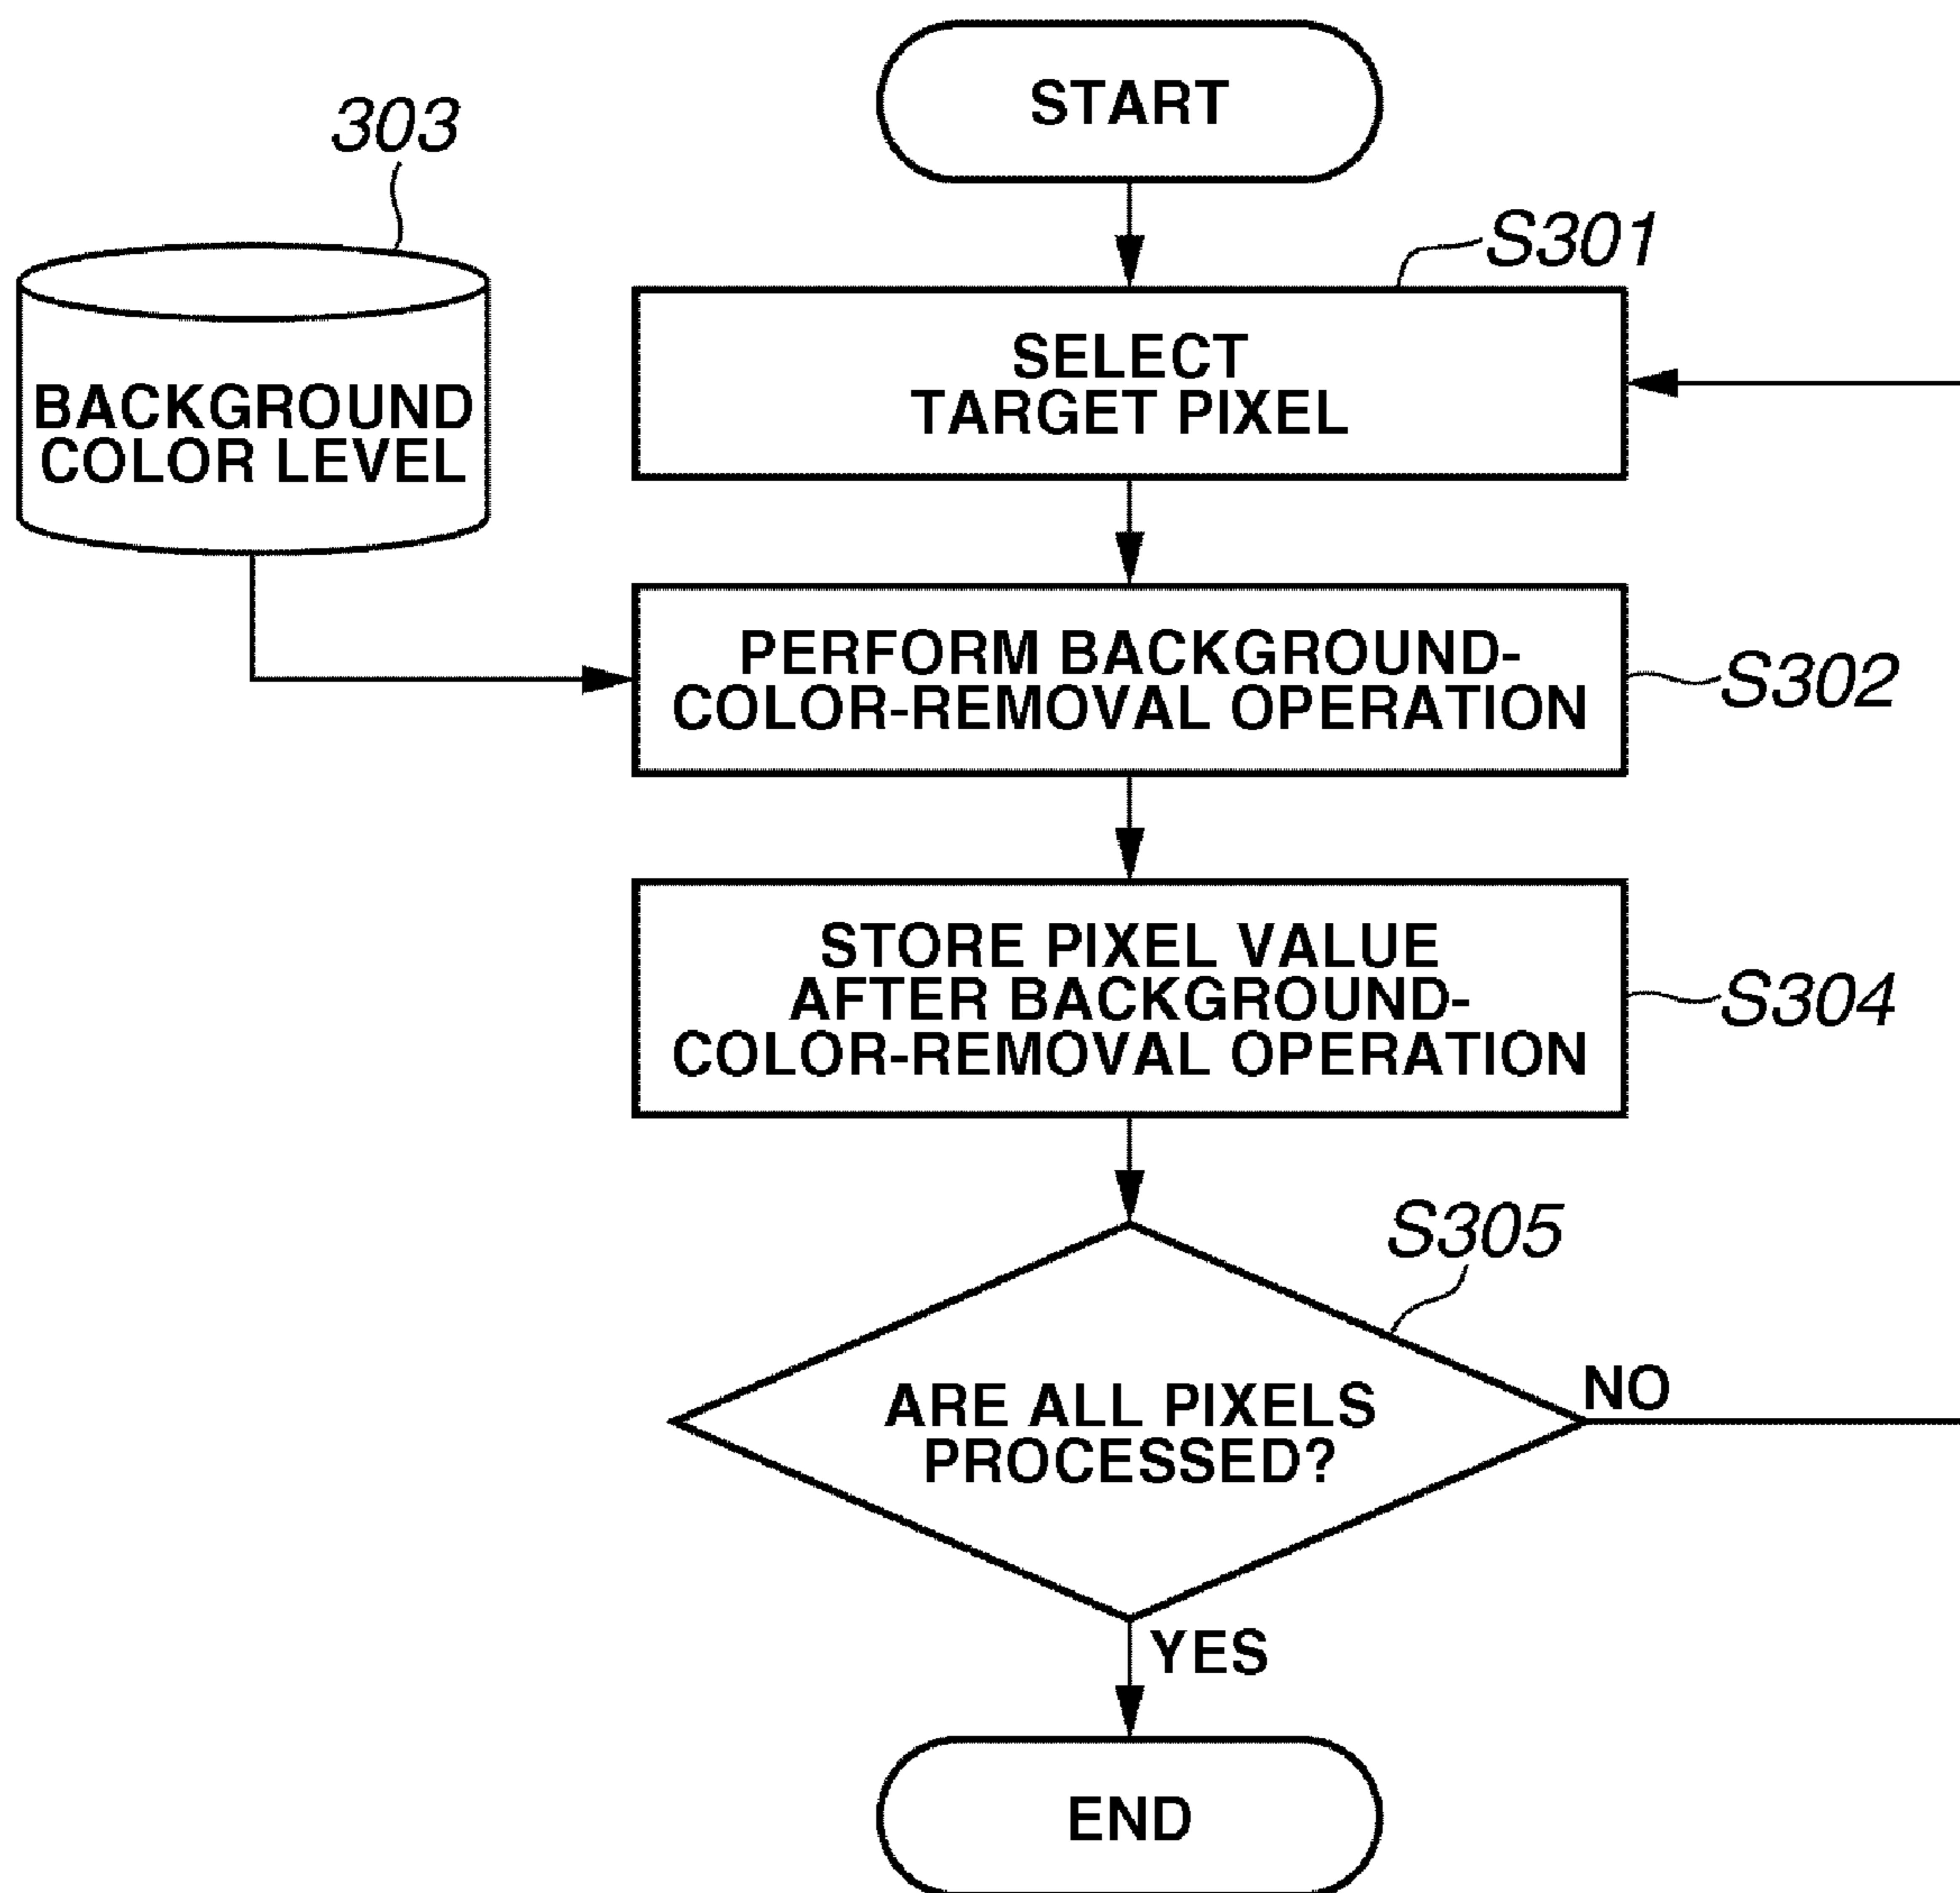 START
303
S301
SELECT
TARGET PIXEL
BACKGROUND
COLOR LEVEL
PERFORM BACKGROUND-
COLOR-REMOVAL OPERATION
S302
STORE PIXEL VALUE
AFTER BACKGROUND-
COLOR-REMOVAL OPERATION
S304
S305
ARE ALL PIXELS
PROCESSED?
NO
YES
END